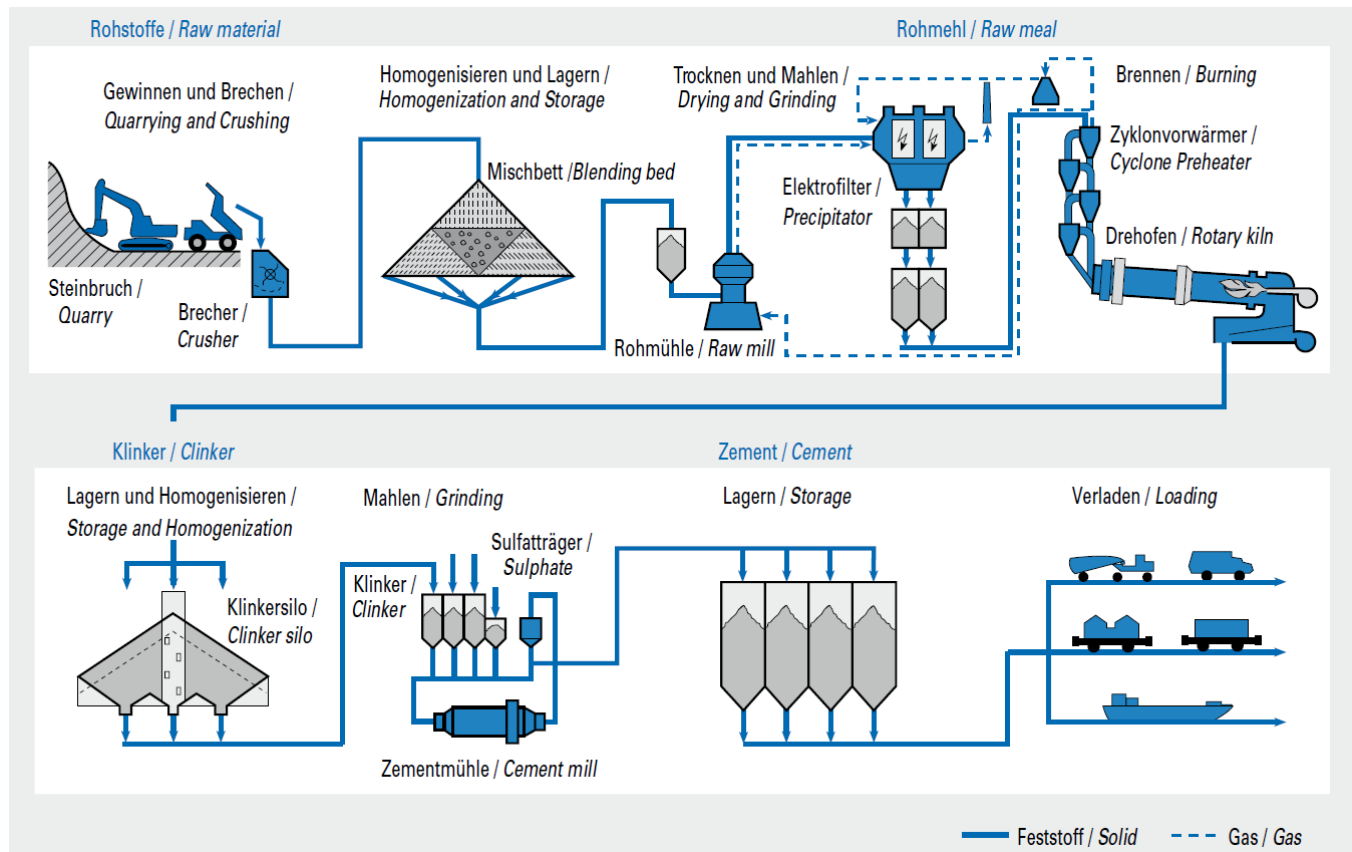 Rohstoffe / Raw material
Rohmehl / Raw meal
Gewinnen und Brechen /
Quarrying and Crushing
Homogenisieren und Lagern /
Homogenization and Storage
Trocknen und Mahlen /
Drying and Grinding
Brennen / Burning
Zyklonvorwärmer /
Cyclone Preheater
Mischbett / Blending bed
Elektrofilter /
Precipitator
Drehofen / Rotary kiln
Steinbruch /
Quarry
Brecher /
Crusher
Rohmühle / Raw mill
Klinker / Clinker
Zement / Cement
Lagern und Homogenisieren /
Storage and Homogenization
Mahlen / Grinding
Lagern / Storage
Verladen / Loading
Sulfatträger /
Sulphate
Klinker /
Clinker
Klinkersilo /
Clinker silo
Zementmühle / Cement mill
Feststoff / Solid
Gas / Gas